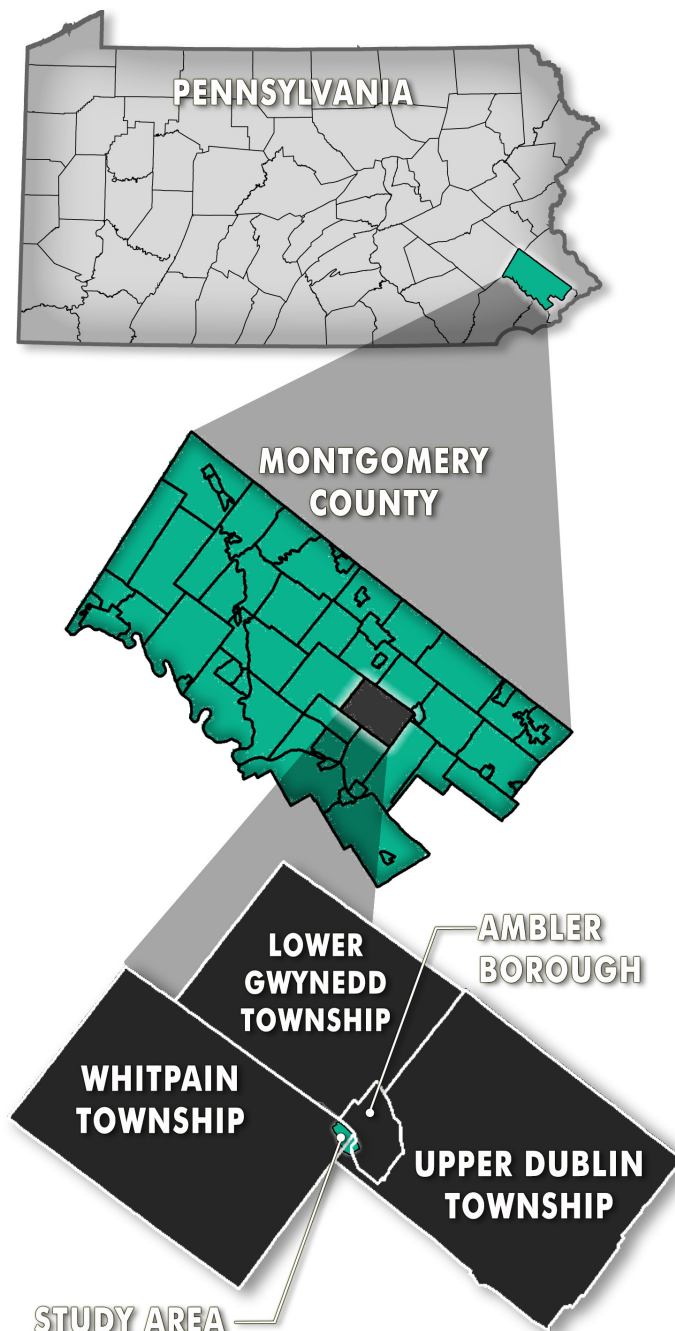 PENNSYLVANIA
MONTGOMERY
COUNTY
AMBLER
BOROUGH
LOWER
GWYNEDD
TOWNSHIP
WHITPAIN
TOWNSHIP
UPPER DUBLIN
TOWNSHIP
STUDY AREA